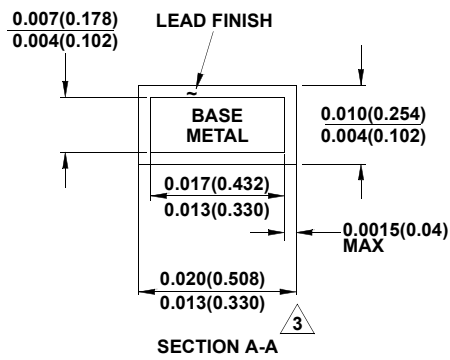 0.007(0.178)
0.004(0.102)
LEAD FINISH
BASE
METAL
0.010(0.254)
0.004(0.102)
0.017(0.432)
0.013(0.330)
0.0015(0.04)
MAX
0.020(0.508)
0.013(0.330)
3
SECTION A-A